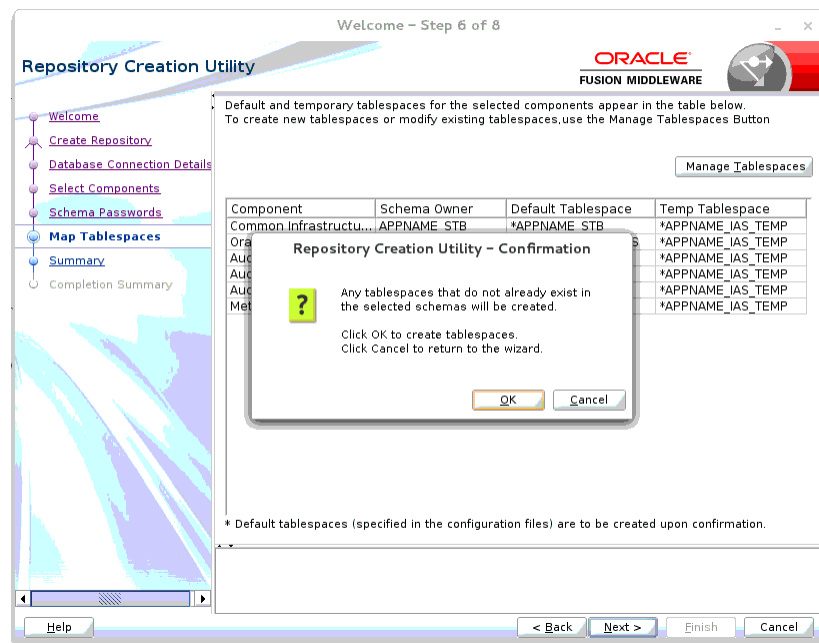 Welcome – Step 6 of 8
Repository Creation Utility
ORACLE
FUSION MIDDLEWARE
Welcome
Create Repository
Database Connection Details
Select Components
Schema Passwords
Map Tablespaces
Summary
Completion Summary
Default and temporary tablespaces for the selected components appear in the table below.
To create new tablespaces or modify existing tablespaces,use the Manage Tablespaces Button
Manage Tablespaces
Component Schema Owner Default Tablespace Temp Tablespace
Common Infrastructu... APPNAME_STB *APPNAME_STB *APPNAME_IAS_TEMP
Ora *APPNAME_IAS_TEMP
Aud *APPNAME_IAS_TEMP
Aud *APPNAME_IAS_TEMP
Aud *APPNAME_IAS_TEMP
Met *APPNAME_IAS_TEMP
Repository Creation Utility – Confirmation
Any tablespaces that do not already exist in
the selected schemas will be created.
Click OK to create tablespaces.
Click Cancel to return to the wizard.
OK Cancel
* Default tablespaces (specified in the configuration files) are to be created upon confirmation.
Help < Back Next > Finish Cancel